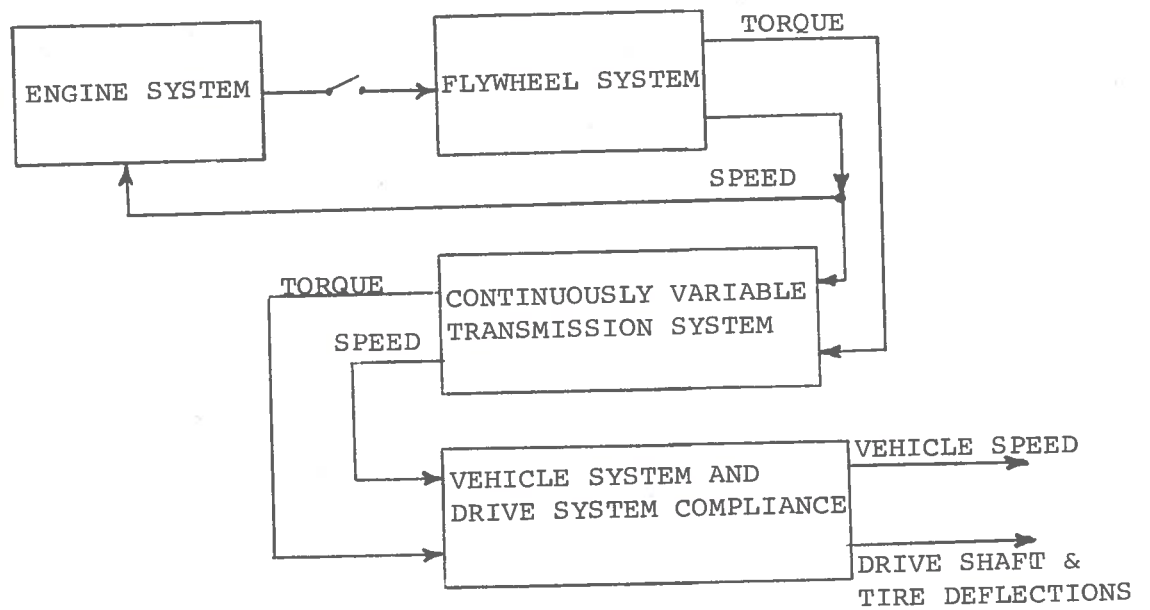 TORQUE
ENGINE SYSTEM
FLYWHEEL SYSTEM
SPEED
TORQUE
CONTINUOUSLY VARIABLE
TRANSMISSION SYSTEM
SPEED
VEHICLE SYSTEM AND
DRIVE SYSTEM COMPLIANCE
VEHICLE SPEED
DRIVE SHAFT &
TIRE DEFLECTIONS